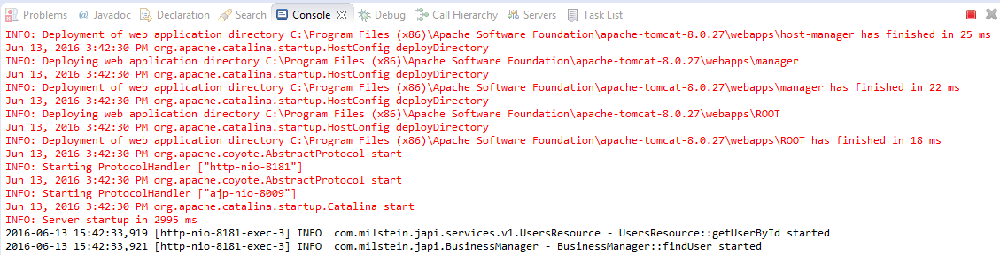 Problems @ Javadoc Declaration Search Console Debug Call Hierarchy Servers Task List
INFO: Deployment of web application directory C:\Program Files (x86)\Apache Software Foundation\apache-tomcat-8.0.27\webapps\host-manager has finished in 25 ms
Jun 13, 2016 3:42:30 PM org.apache.catalina.startup.HostConfig deployDirectory
INFO: Deploying web application directory C:\Program Files (x86)\Apache Software Foundation\apache-tomcat-8.0.27\webapps\manager
Jun 13, 2016 3:42:30 PM org.apache.catalina.startup.HostConfig deployDirectory
INFO: Deployment of web application directory C:\Program Files (x86)\Apache Software Foundation\apache-tomcat-8.0.27\webapps\manager has finished in 22 ms
Jun 13, 2016 3:42:30 PM org.apache.catalina.startup.HostConfig deployDirectory
INFO: Deploying web application directory C:\Program Files (x86)\Apache Software Foundation\apache-tomcat-8.0.27\webapps\ROOT
Jun 13, 2016 3:42:30 PM org.apache.catalina.startup.HostConfig deployDirectory
INFO: Deployment of web application directory C:\Program Files (x86)\Apache Software Foundation\apache-tomcat-8.0.27\webapps\ROOT has finished in 18 ms
Jun 13, 2016 3:42:30 PM org.apache.coyote.AbstractProtocol start
INFO: Starting ProtocolHandler ["http-nio-8181"]
Jun 13, 2016 3:42:30 PM org.apache.coyote.AbstractProtocol start
INFO: Starting ProtocolHandler ["ajp-nio-8009"]
Jun 13, 2016 3:42:30 PM org.apache.catalina.startup.Catalina start
INFO: Server startup in 2995 ms
2016-06-13 15:42:33,919 [http-nio-8181-exec-3] INFO  com.milstein.japi.services.v1.UsersResource - UsersResource::getUserById started
2016-06-13 15:42:33,921 [http-nio-8181-exec-3] INFO  com.milstein.japi.BusinessManager - BusinessManager::findUser started